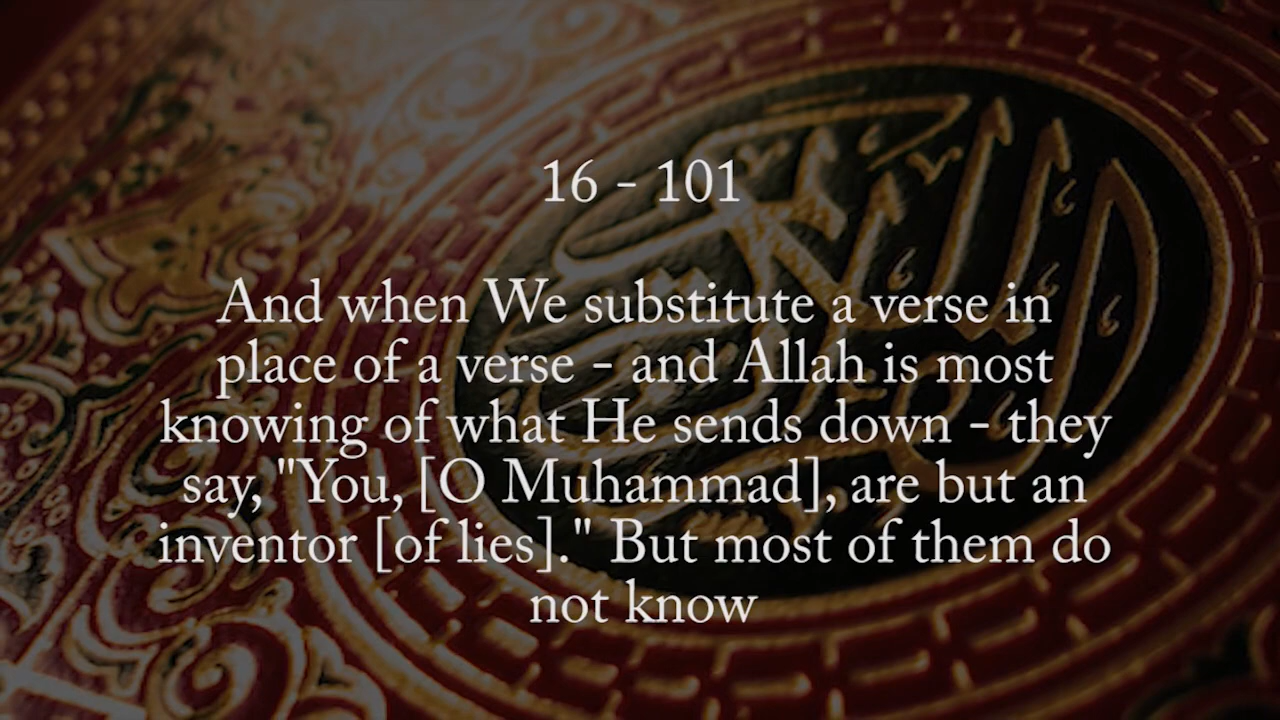 16 - 101
And when We substitute a verse in
place of a verse - and Allah is most
knowing of what He sends down - they
say, "You, [O Muhammad], are but an
inventor [of lies]." But most of them do
not know